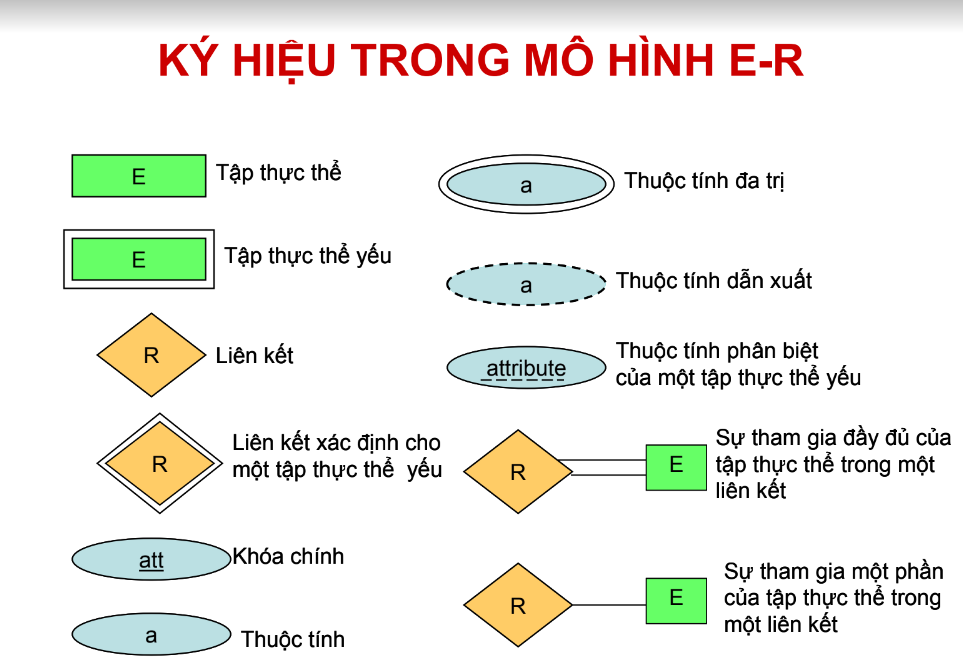 KÝ HIỆU TRONG MÔ HÌNH E-R
E
Tập thực thể
E
Tập thực thể yếu
R
Liên kết
R
Liên kết xác định cho
một tập thực thể yếu
att
Khóa chính
a
Thuộc tính
a
Thuộc tính đa trị
a
Thuộc tính dẫn xuất
attribute
Thuộc tính phân biệt
của một tập thực thể yếu
R
E
Sự tham gia đầy đủ của
tập thực thể trong một
liên kết
R
E
Sự tham gia một phần
của tập thực thể trong
một liên kết